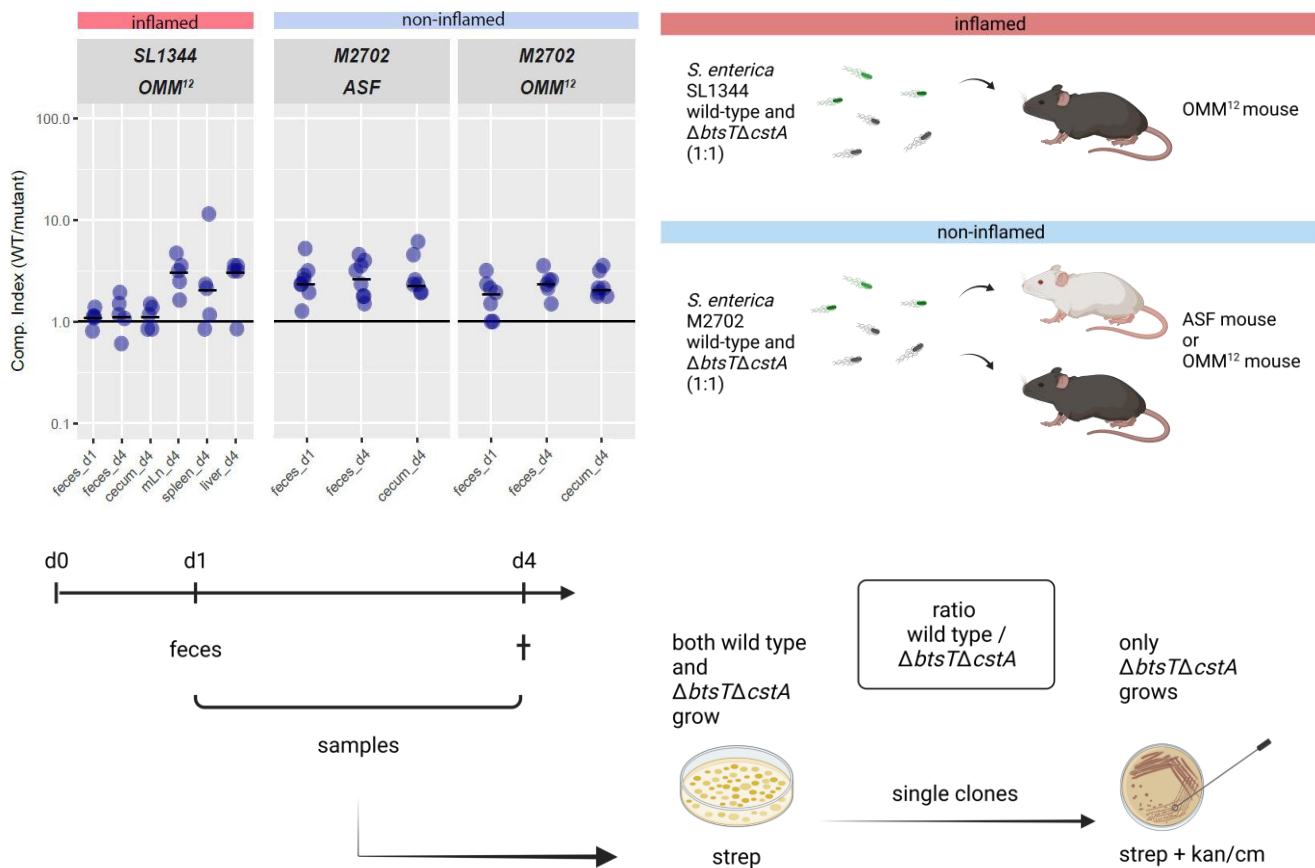 inflamed
non-inflamed
SL1344
OMM¹²
M2702
ASF
M2702
OMM¹²
Comp. Index (WT/mutant)
100.0
10.0
1.0
0.1
feces_d1
feces_d4
cecum_d4
mLn_d4
spleen_d4
liver_d4
feces_d1
feces_d4
cecum_d4
feces_d1
feces_d4
cecum_d4
inflamed
S. enterica
SL1344
wild-type and
ΔbtsTΔcstA
(1:1)
OMM¹² mouse
non-inflamed
S. enterica
M2702
wild-type and
ΔbtsTΔcstA
(1:1)
ASF mouse
or
OMM¹² mouse
d0
d1
d4
feces
samples
both wild type
and
ΔbtsTΔcstA
grow
strep
ratio
wild type /
ΔbtsTΔcstA
single clones
only
ΔbtsTΔcstA
grows
strep + kan/cm